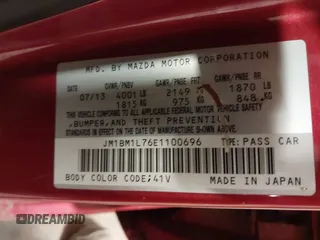 MFD. BY MAZDA MOTOR CORPORATION
DATE GVWR/PNBV GAWR/PNBE FRT GAWR/PNBE RR
07/13 4001 LB 2149 LB 1870 LB
1815 KG 975 KG 848 KG
THIS VEHICLE CONFORMS TO ALL
APPLICABLE FEDERAL MOTOR VEHICLE SAFETY
BUMPER, AND THEFT PREVENTION
STANDARDS IN EFFECT ON THE
DATE OF MANUFACTURE SHOWN ABOVE.
JM1BM1L76E1100696 TYPE: PASS CAR
BODY COLOR CODE: 41V
MADE IN JAPAN
DREAMBID